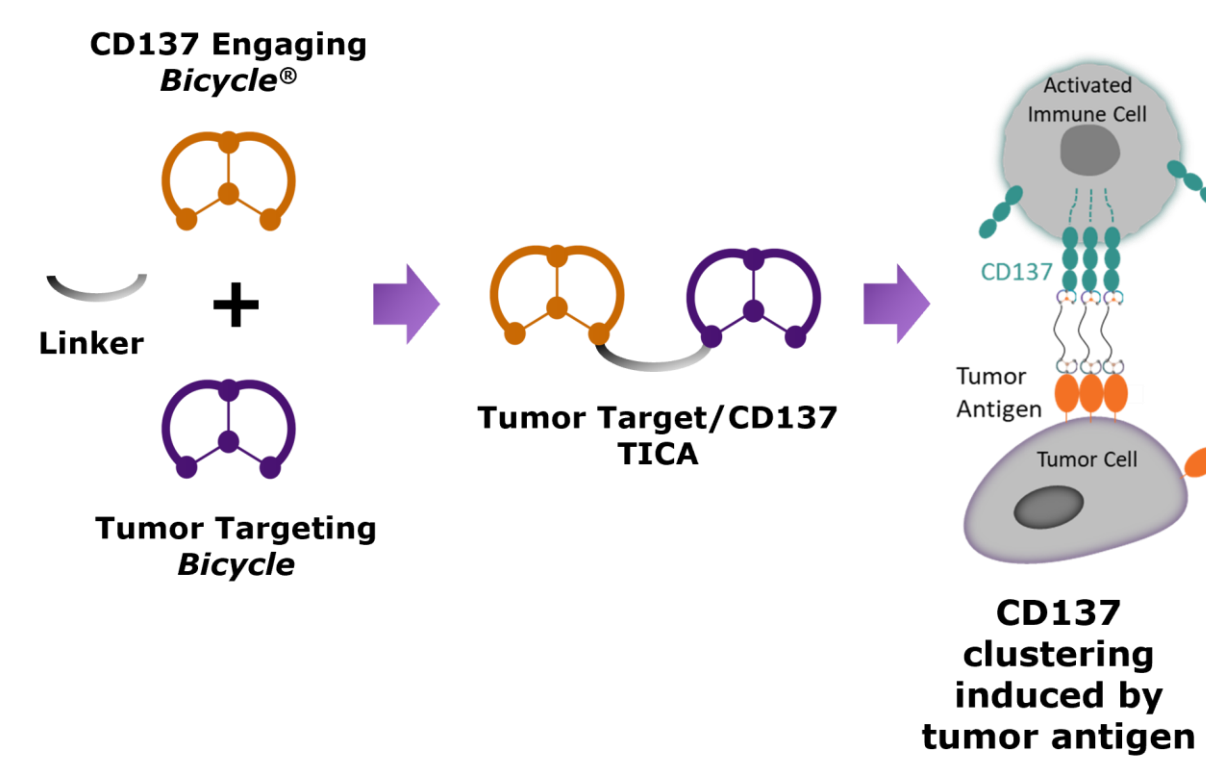 CD137 Engaging
Bicycle®
+
Linker
Tumor Targeting
Bicycle
Tumor Target/CD137
TICA
Activated
Immune Cell
CD137
Tumor
Antigen
Tumor Cell
CD137
clustering
induced by
tumor antigen